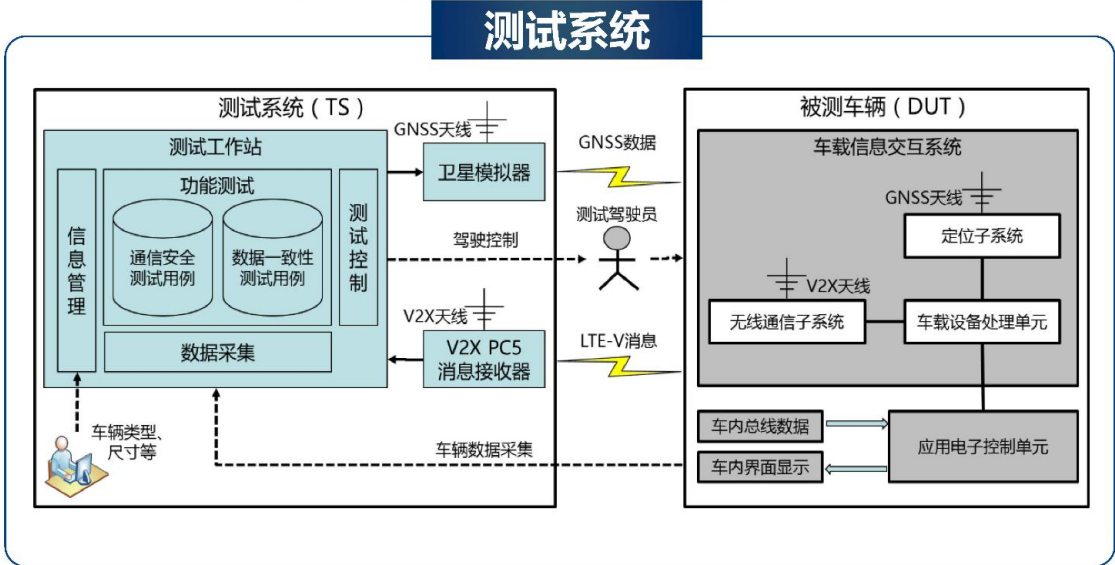 测试系统
测试系统（TS）
测试工作站
功能测试
信息管理
通信安全
测试用例
数据一致性
测试用例
测试控制
数据采集
GNSS天线
卫星模拟器
V2X天线
V2X PC5
消息接收器
车辆类型、
尺寸等
GNSS数据
测试驾驶员
驾驶控制
LTE-V消息
车辆数据采集
被测车辆（DUT）
车载信息交互系统
GNSS天线
定位子系统
V2X天线
无线通信子系统
车载设备处理单元
车内总线数据
车内界面显示
应用电子控制单元